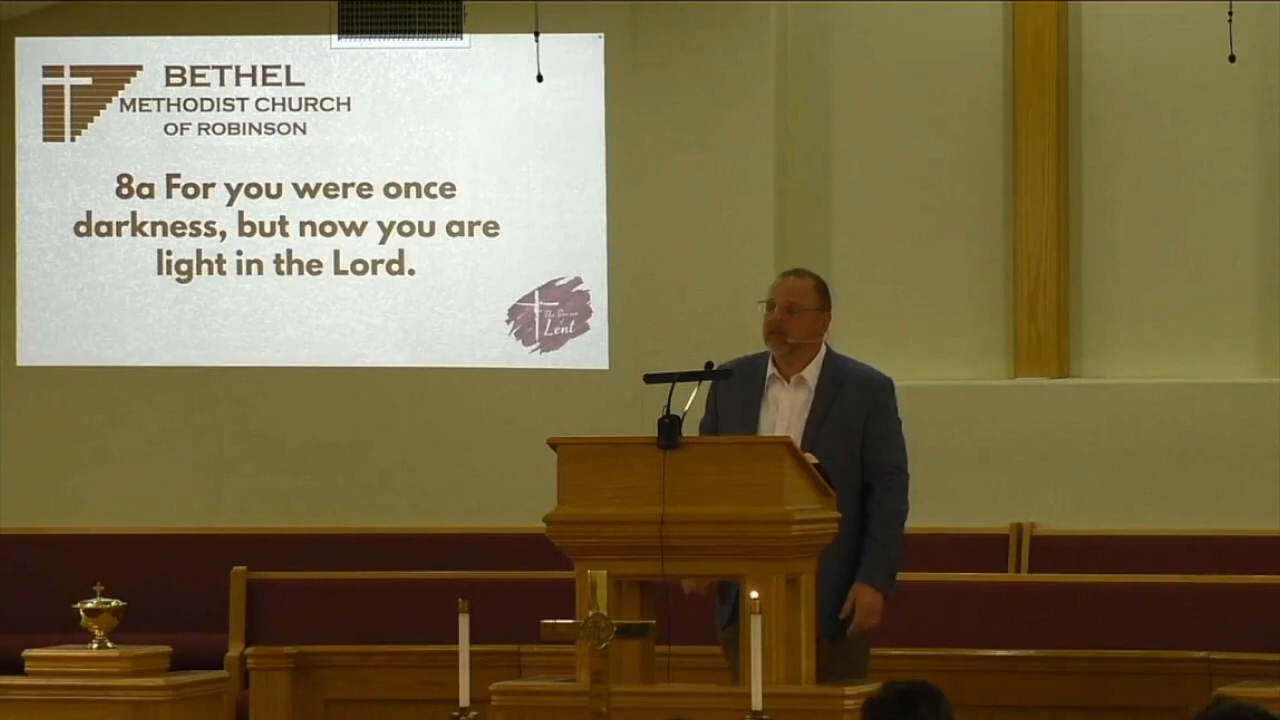 BETHEL
METHODIST CHURCH
OF ROBINSON
8a For you were once
darkness, but now you are
light in the Lord.
Lent